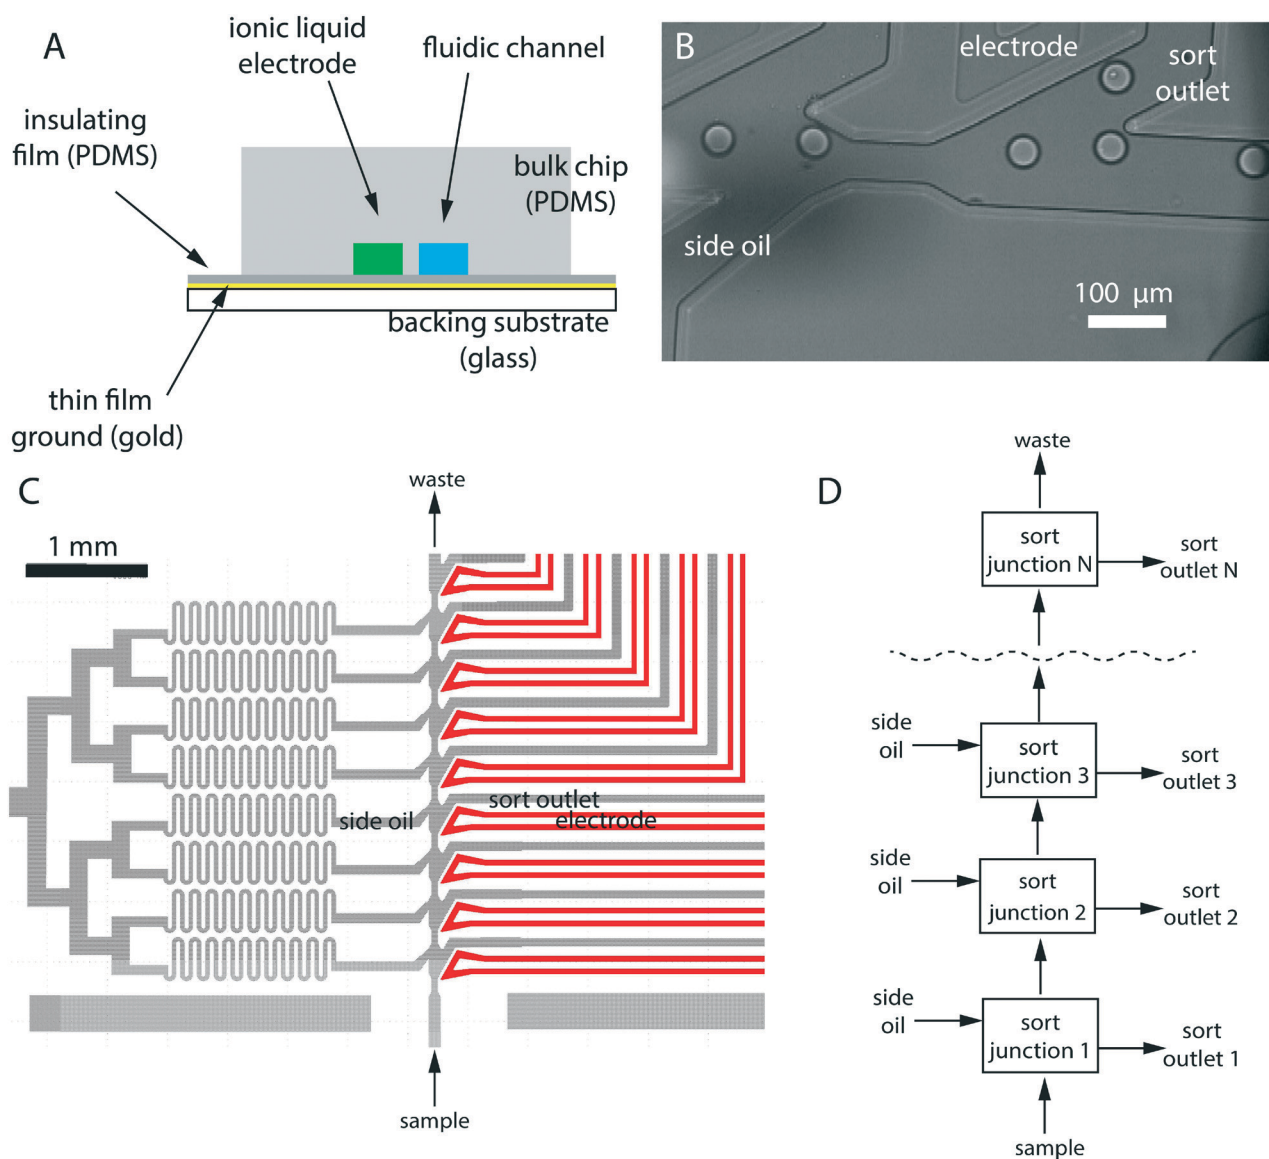 A
ionic liquid
electrode
fluidic channel
insulating
film (PDMS)
bulk chip
(PDMS)
backing substrate
(glass)
thin film
ground (gold)
B
electrode
sort
outlet
side oil
100 µm
C
waste
1 mm
sort outlet
side oil
electrode
sample
D
waste
sort
junction N
sort
outlet N
side
oil
sort
junction 3
sort
outlet 3
side
oil
sort
junction 2
sort
outlet 2
side
oil
sort
junction 1
sort
outlet 1
sample